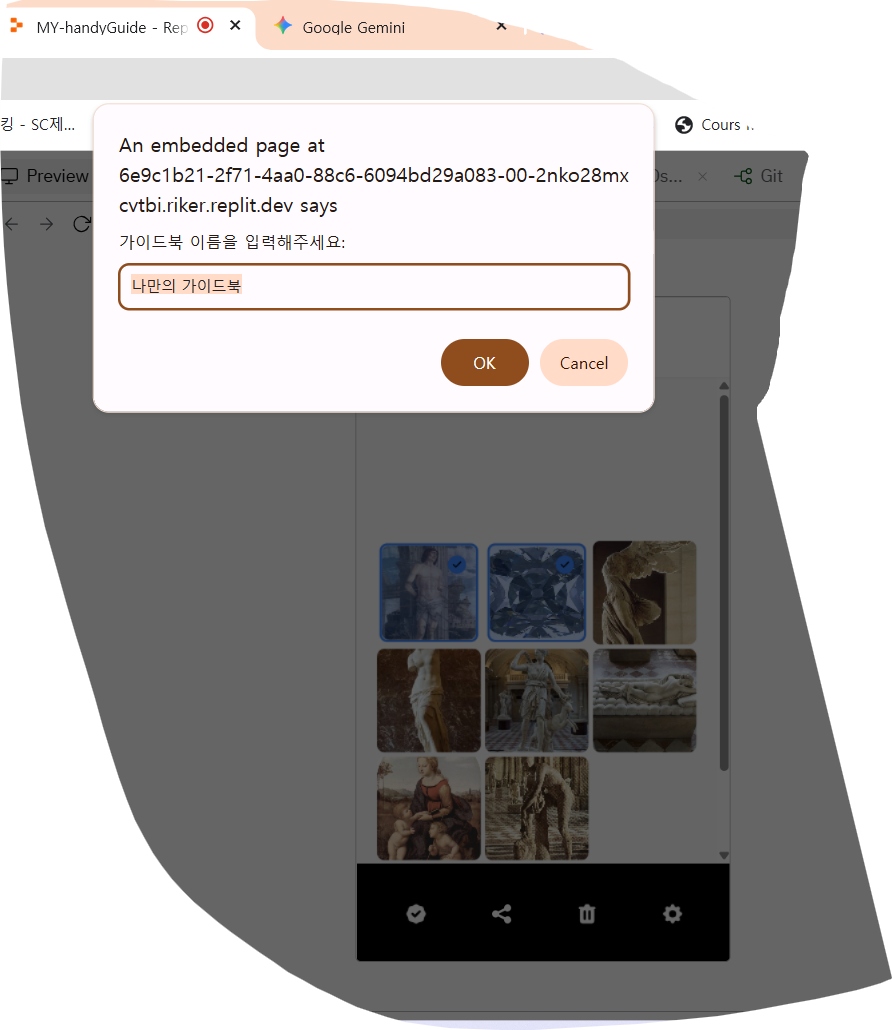 MY-handyGuide - Rep
Google Gemini
킹 - SC제...
Cours
An embedded page at
6e9c1b21-2f71-4aa0-88c6-6094bd29a083-00-2nko28mx
cvtbi.riker.replit.dev says
Preview
Git
가이드북 이름을 입력해주세요:
나만의 가이드북
OK
Cancel